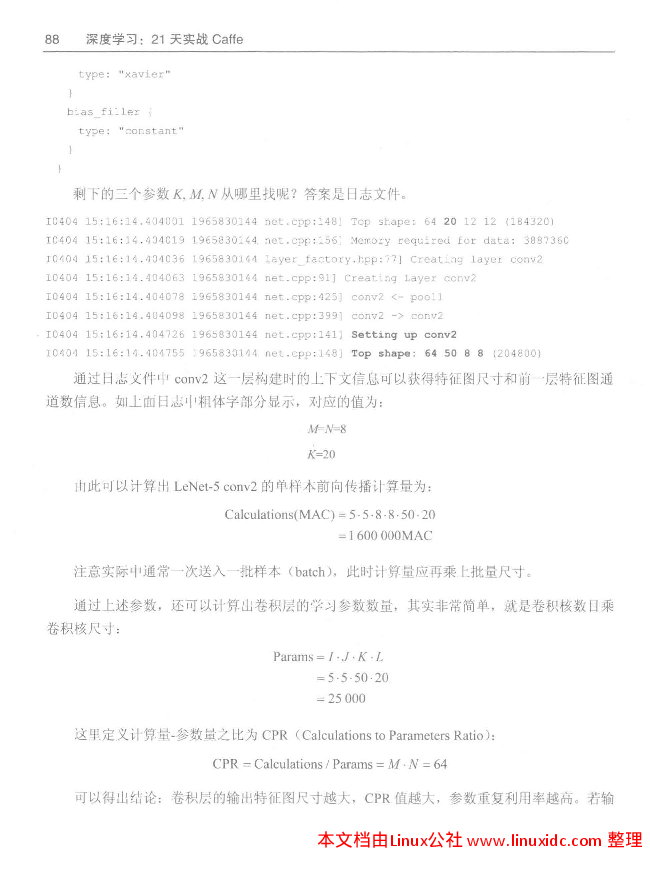 88 深度学习：21 天实战 Caffe
type: "xavier"
}
bias_filler {
type: "constant"
}
}
剩下的三个参数 K, M, N 从哪里找呢？答案是日志文件。
I0404 15:16:14.404001 1965830144 net.cpp:148] Top shape: 64 20 12 12 (184320)
I0404 15:16:14.404019 1965830144 net.cpp:156] Memory required for data: 3887360
I0404 15:16:14.404036 1965830144 layer_factory.hpp:77] Creating layer conv2
I0404 15:16:14.404063 1965830144 net.cpp:91] Creating Layer conv2
I0404 15:16:14.404078 1965830144 net.cpp:425] conv2 <- pool1
I0404 15:16:14.404098 1965830144 net.cpp:399] conv2 -> conv2
I0404 15:16:14.404726 1965830144 net.cpp:141] Setting up conv2
I0404 15:16:14.404755 1965830144 net.cpp:148] Top shape: 64 50 8 8 (204800)
通过日志文件中 conv2 这一层构建时的上下文信息可以获得特征图尺寸和前一层特征图通
道数信息。如上面日志中粗体字部分显示，对应的值为：
M=N=8
K=20
由此可以计算出 LeNet-5 conv2 的单样本前向传播计算量为：
Calculations(MAC) = 5·5·8·8·50·20
= 1 600 000MAC
注意实际中通常一次送入一批样本（batch），此时计算量应再乘上批量尺寸。
通过上述参数，还可以计算出卷积层的学习参数数量，其实非常简单，就是卷积核数目乘
卷积核尺寸：
Params = I · J · K · L
= 5·5·50·20
= 25 000
这里定义计算量-参数量之比为 CPR（Calculations to Parameters Ratio）：
CPR = Calculations / Params = M · N = 64
可以得出结论：卷积层的输出特征图尺寸越大，CPR 值越大，参数重复利用率越高。若输
本文档由Linux公社 www.linuxidc.com 整理